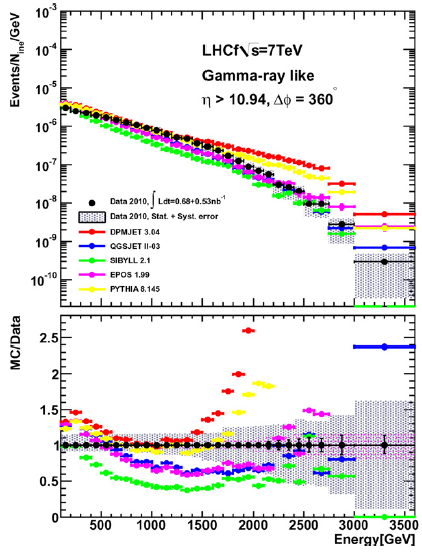 10⁻³
10⁻⁴
10⁻⁵
10⁻⁶
10⁻⁷
10⁻⁸
10⁻⁹
10⁻¹⁰
Events/N_ine/GeV
LHCf√s=7TeV
Gamma-ray like
η > 10.94, Δϕ = 360°
Data 2010, ∫ Ldt=0.68+0.53nb⁻¹
Data 2010, Stat. + Syst. error
DPMJET 3.04
QGSJET II-03
SIBYLL 2.1
EPOS 1.99
PYTHIA 8.145
MC/Data
2.5
2
1.5
1
0.5
0
500 1000 1500 2000 2500 3000 3500
Energy[GeV]
Energy[GeV]